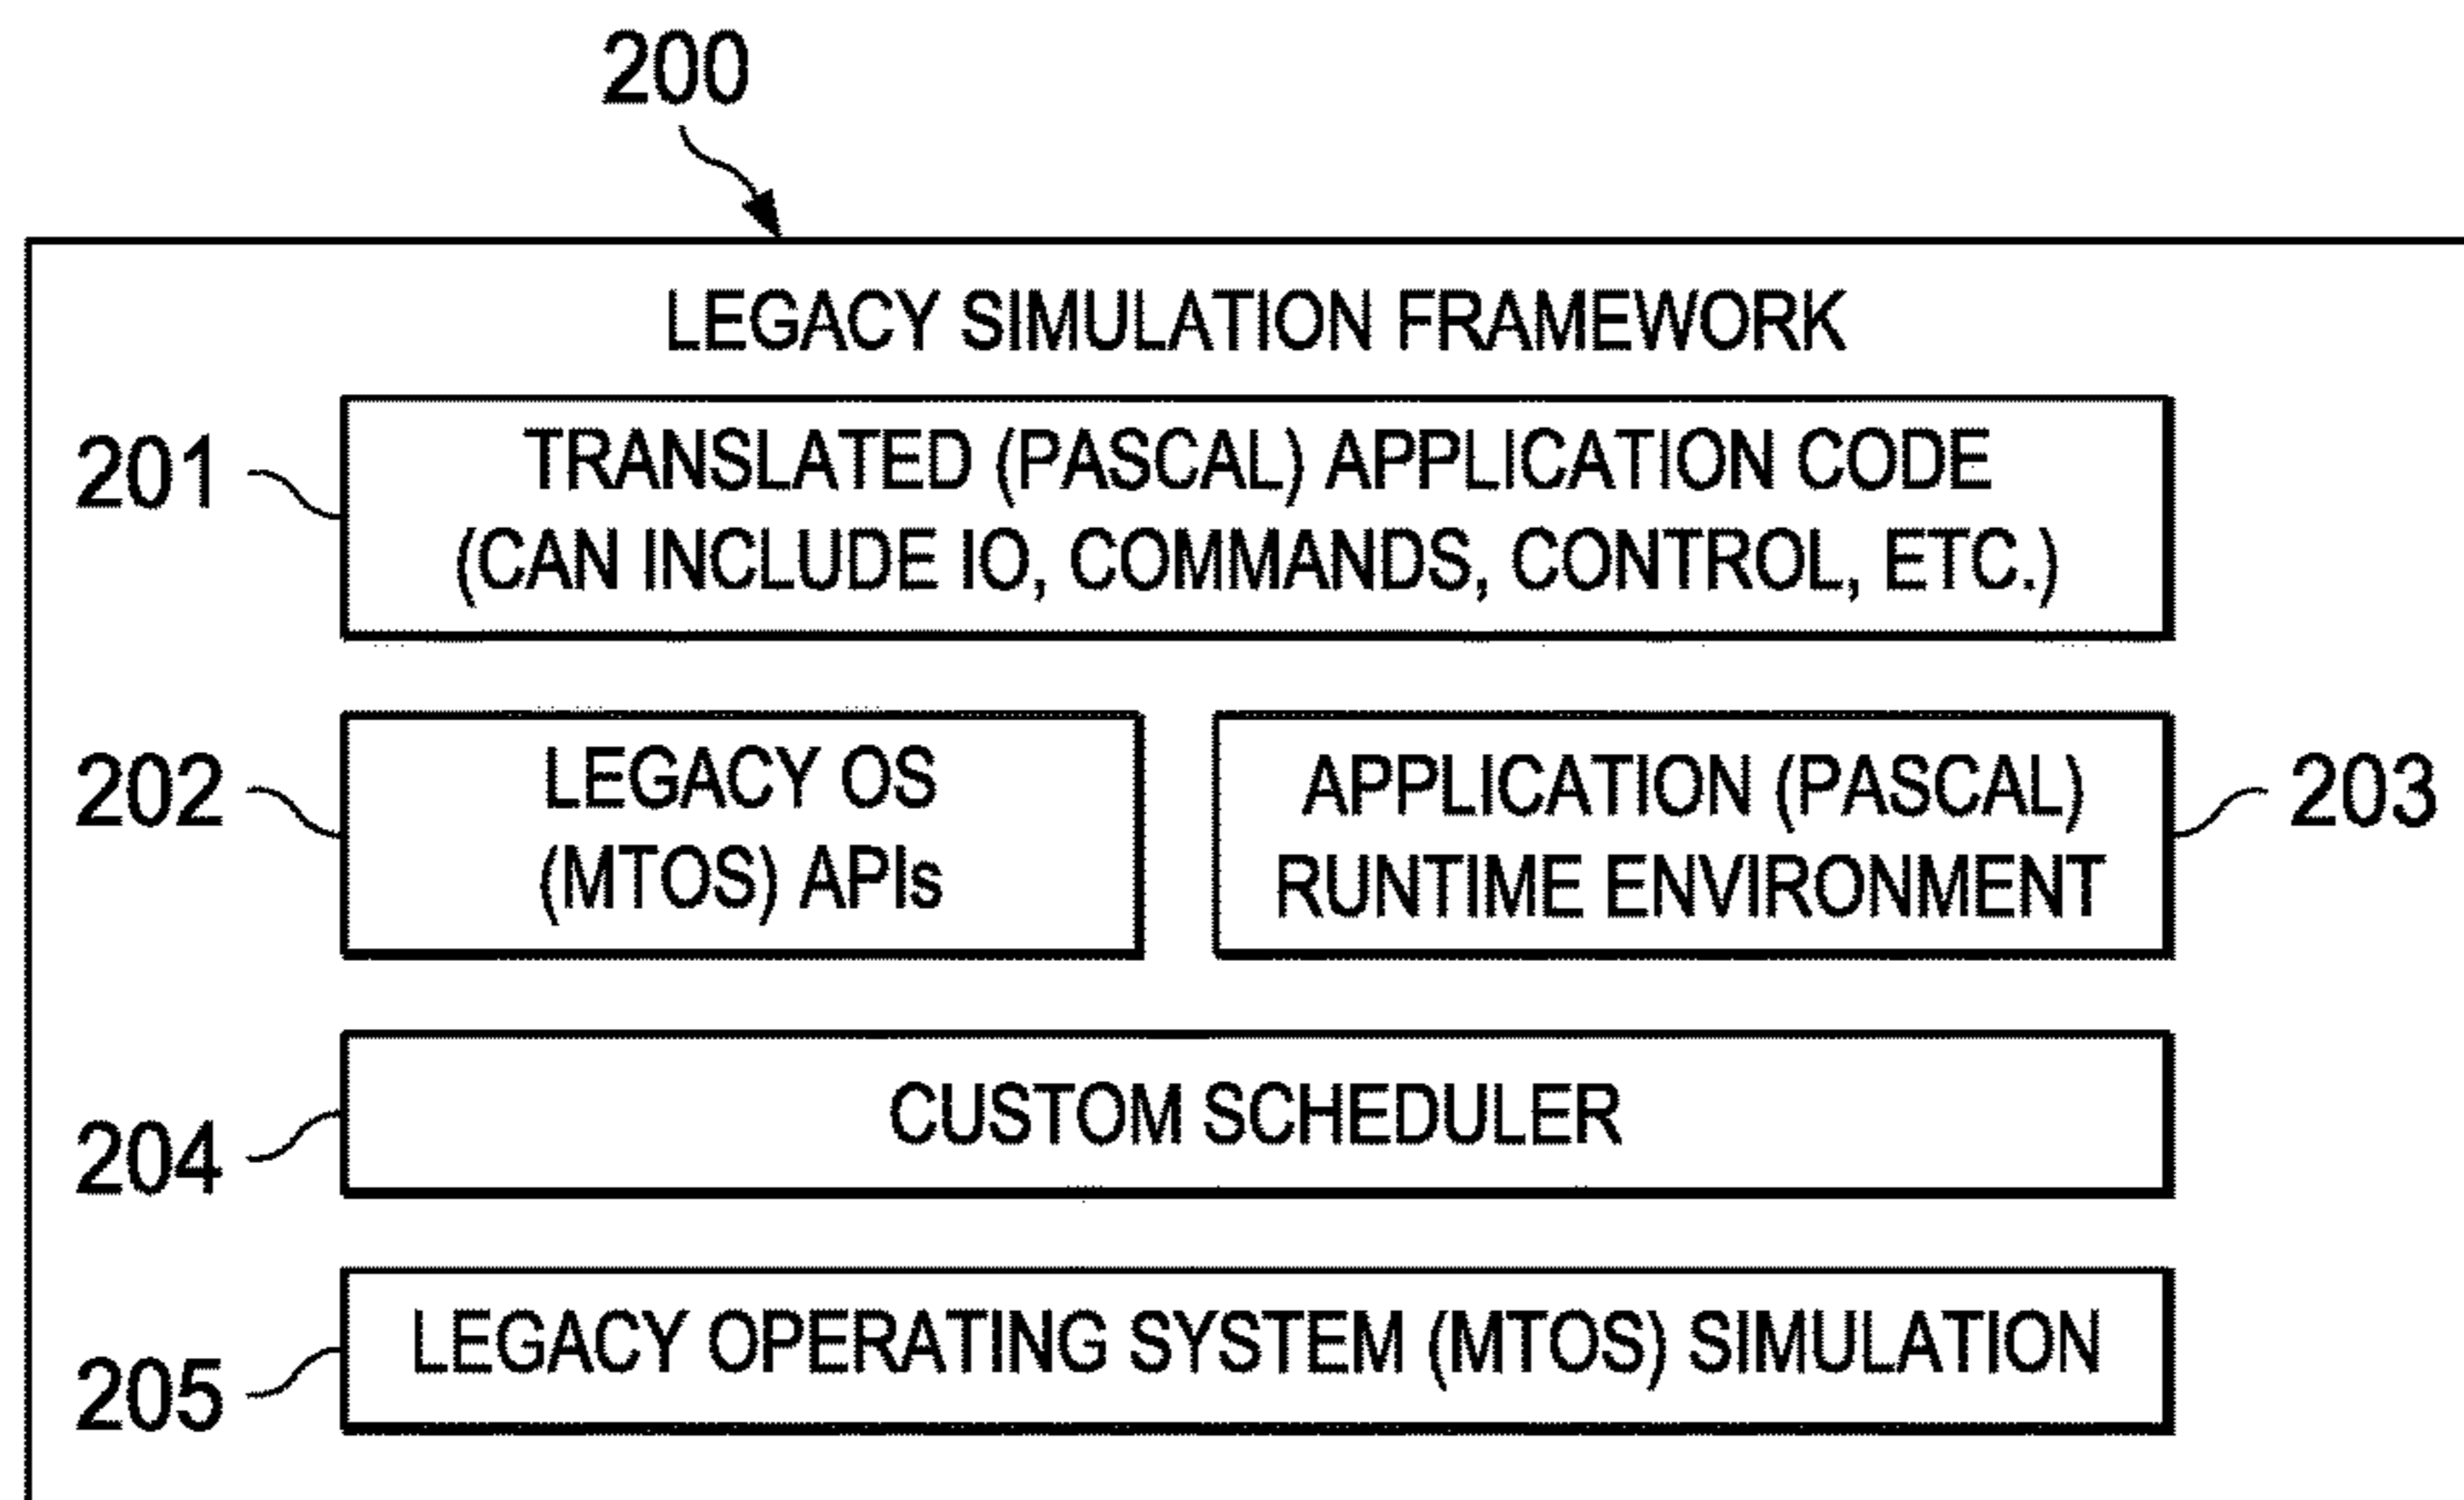 200
LEGACY SIMULATION FRAMEWORK
201
TRANSLATED (PASCAL) APPLICATION CODE
(CAN INCLUDE IO, COMMANDS, CONTROL, ETC.)
202
LEGACY OS
(MTOS) APIs
APPLICATION (PASCAL)
RUNTIME ENVIRONMENT
203
204
CUSTOM SCHEDULER
205
LEGACY OPERATING SYSTEM (MTOS) SIMULATION